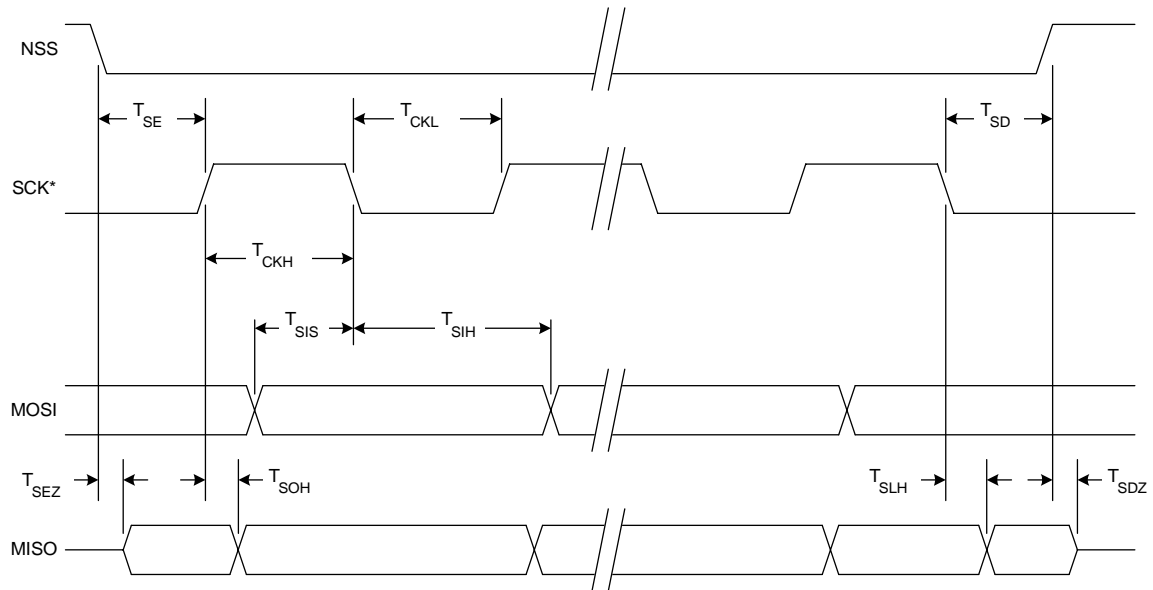 NSS
T_SE
T_CKL
T_SD
SCK*
T_CKH
T_SIS
T_SIH
MOSI
T_SEZ
T_SOH
T_SLH
T_SDZ
MISO